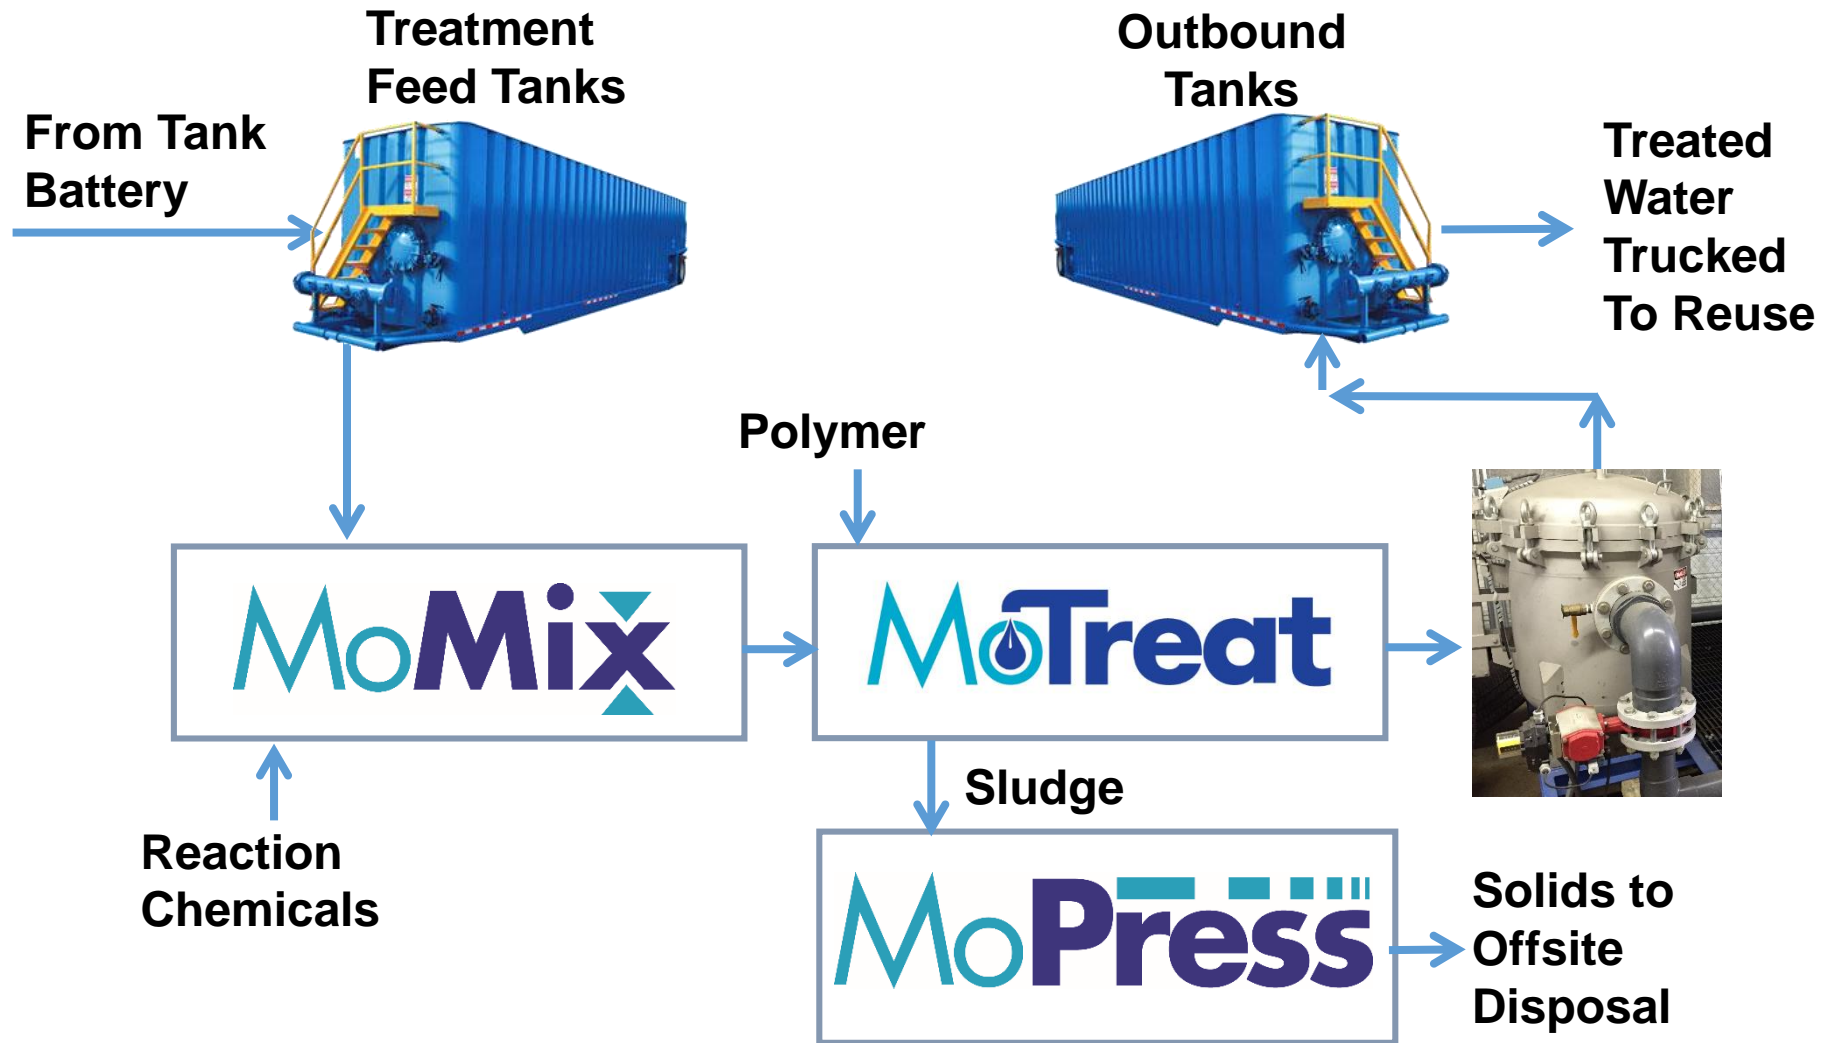 Treatment
Feed Tanks
Outbound
Tanks
From Tank
Battery
Treated
Water
Trucked
To Reuse
Polymer
MoMix
MoTreat
Sludge
Reaction
Chemicals
MoPress
Solids to
Offsite
Disposal